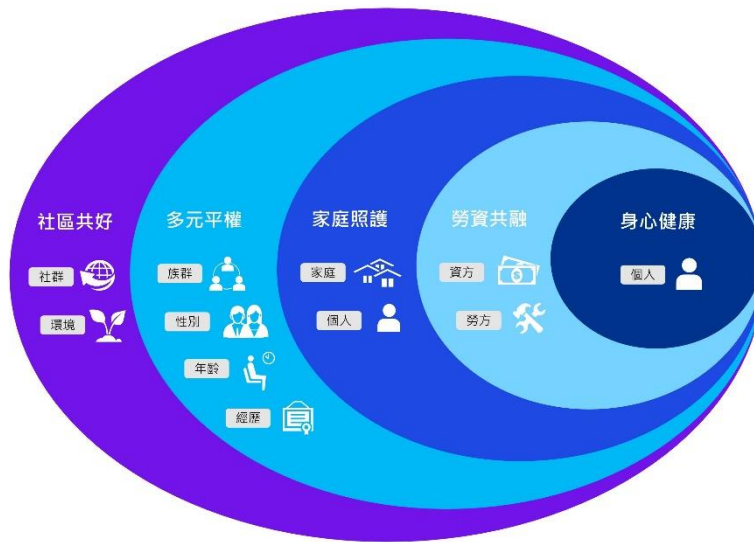 社區共好
社群
環境
多元平權
族群
性別
年齡
經歷
家庭照護
家庭
個人
勞資共融
資方
勞方
身心健康
個人